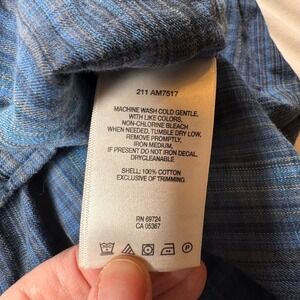 211 AM7517
MACHINE WASH COLD GENTLE,
WITH LIKE COLORS,
NON-CHLORINE BLEACH
WHEN NEEDED, TUMBLE DRY LOW,
REMOVE PROMPTLY,
IRON MEDIUM,
IF PRESENT DO NOT IRON DECAL.
DRYCLEANABLE
SHELL: 100% COTTON
EXCLUSIVE OF TRIMMING
RN 69724
CA 05367
P